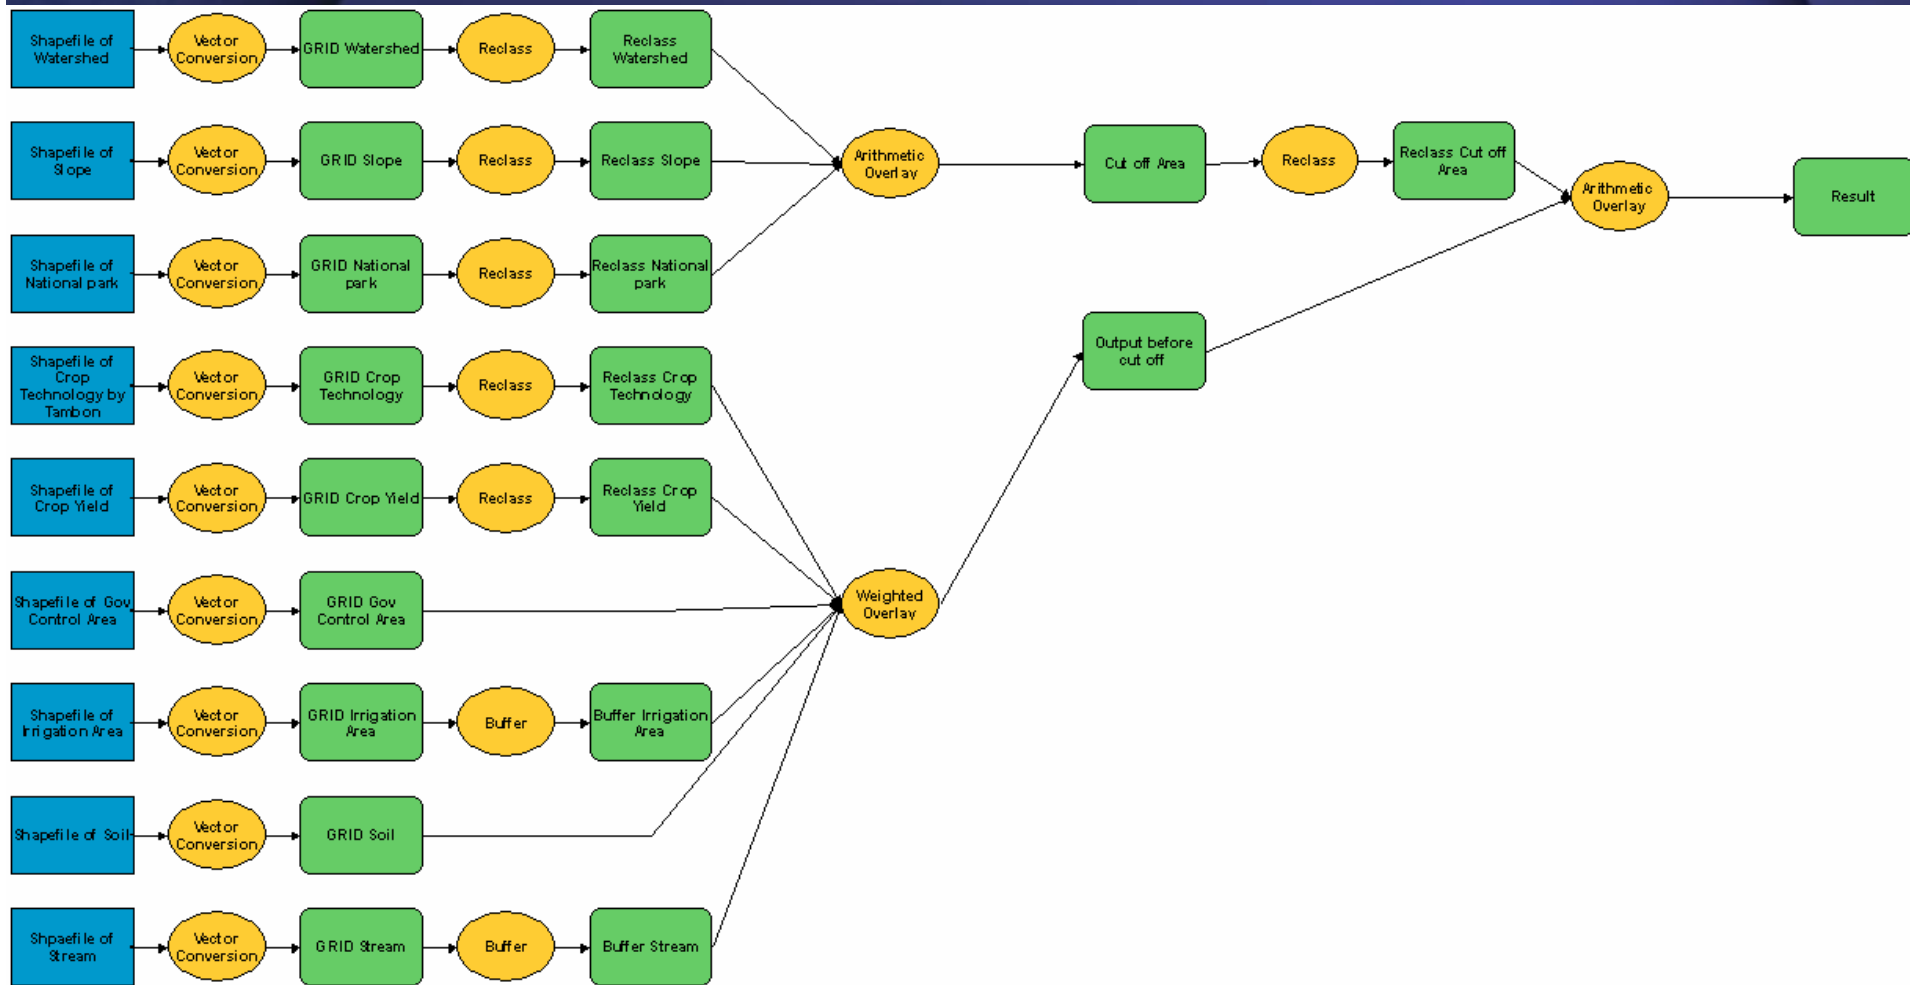 Shapefile of
Watershed
Vector
Conversion
GRID Watershed
Reclass
Reclass
Watershed
Shapefile of
Slope
Vector
Conversion
GRID Slope
Reclass
Reclass Slope
Arithmetic
Overlay
Cut off Area
Reclass
Reclass Cut off
Area
Arithmetic
Overlay
Result
Shapefile of
National park
Vector
Conversion
GRID National
park
Reclass
Reclass National
park
Output before
cut off
Shapefile of
Crop
Technology by
Tambon
Vector
Conversion
GRID Crop
Technology
Reclass
Reclass Crop
Technology
Shapefile of
Crop Yield
Vector
Conversion
GRID Crop Yield
Reclass
Reclass Crop
Yield
Shapefile of Gov
Control Area
Vector
Conversion
GRID Gov
Control Area
Weighted
Overlay
Shapefile of
Irrigation Area
Vector
Conversion
GRID Irrigation
Area
Buffer
Buffer Irrigation
Area
Shapefile of Soil
Vector
Conversion
GRID Soil
Shpaefile of
Stream
Vector
Conversion
GRID Stream
Buffer
Buffer Stream